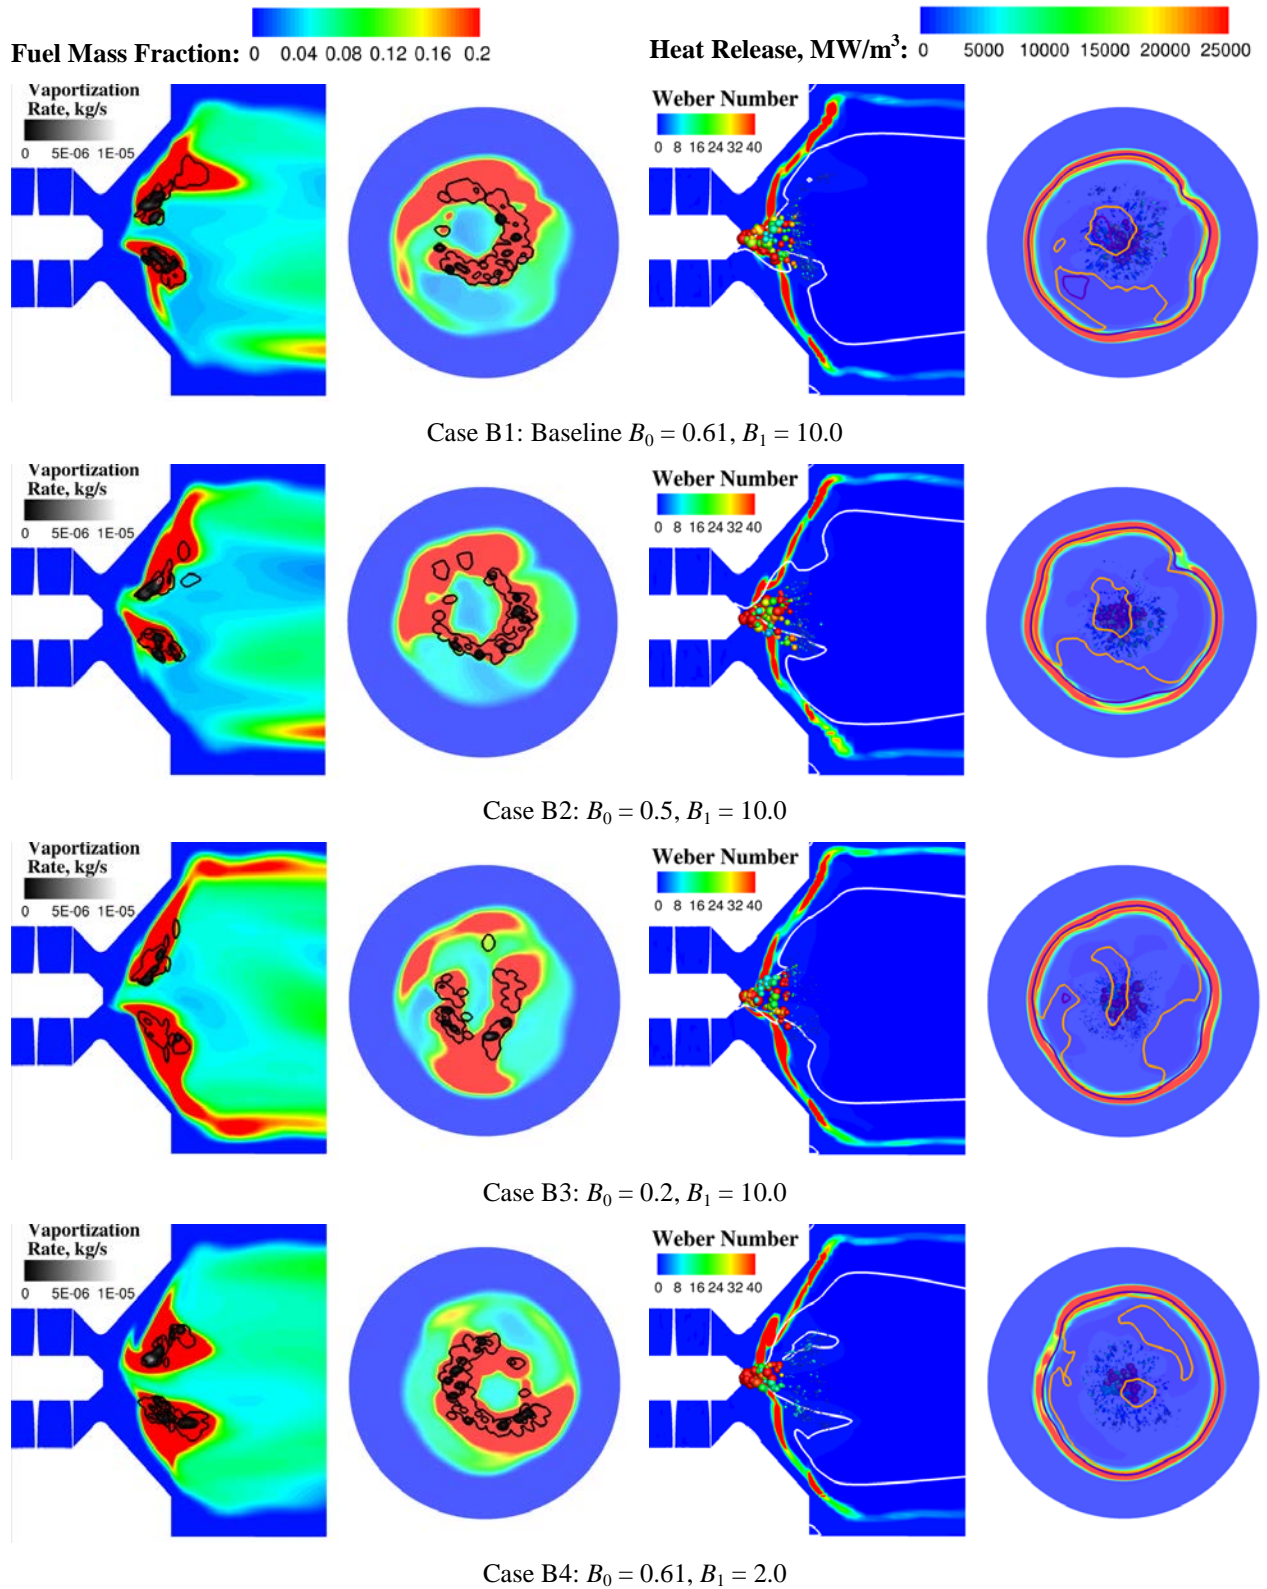 Fuel Mass Fraction: 0 0.04 0.08 0.12 0.16 0.2
Heat Release, MW/m³: 0 5000 10000 15000 20000 25000
Vaportization
Rate, kg/s
0 5E-06 1E-05
Weber Number
0 8 16 24 32 40
Case B1: Baseline B₀ = 0.61, B₁ = 10.0
Vaportization
Rate, kg/s
0 5E-06 1E-05
Weber Number
0 8 16 24 32 40
Case B2: B₀ = 0.5, B₁ = 10.0
Vaportization
Rate, kg/s
0 5E-06 1E-05
Weber Number
0 8 16 24 32 40
Case B3: B₀ = 0.2, B₁ = 10.0
Vaportization
Rate, kg/s
0 5E-06 1E-05
Weber Number
0 8 16 24 32 40
Case B4: B₀ = 0.61, B₁ = 2.0